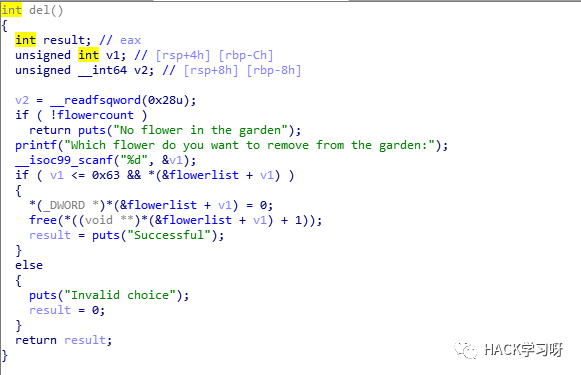 int del()
{
  int result; // eax
  unsigned int v1; // [rsp+4h] [rbp-Ch]
  unsigned __int64 v2; // [rsp+8h] [rbp-8h]

  v2 = __readfsqword(0x28u);
  if ( !flowercount )
    return puts("No flower in the garden");
  printf("Which flower do you want to remove from the garden:");
  __isoc99_scanf("%d", &v1);
  if ( v1 <= 0x63 && *(&flowerlist + v1) )
  {
    *(_DWORD *)*(&flowerlist + v1) = 0;
    free(*((void **)*(&flowerlist + v1) + 1));
    result = puts("Successful");
  }
  else
  {
    puts("Invalid choice");
    result = 0;
  }
  return result;
}
HACK学习呀